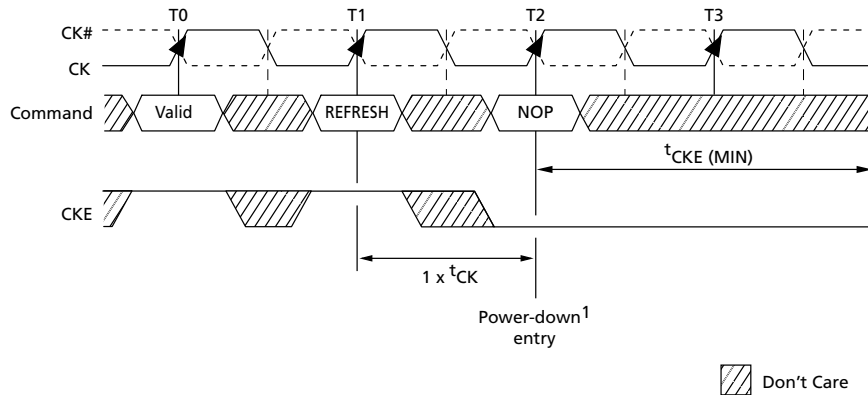 T0 T1 T2 T3
CK#
CK
Command Valid REFRESH NOP
tCKE (MIN)
CKE
1 x tCK
Power-down1
entry
Don't Care